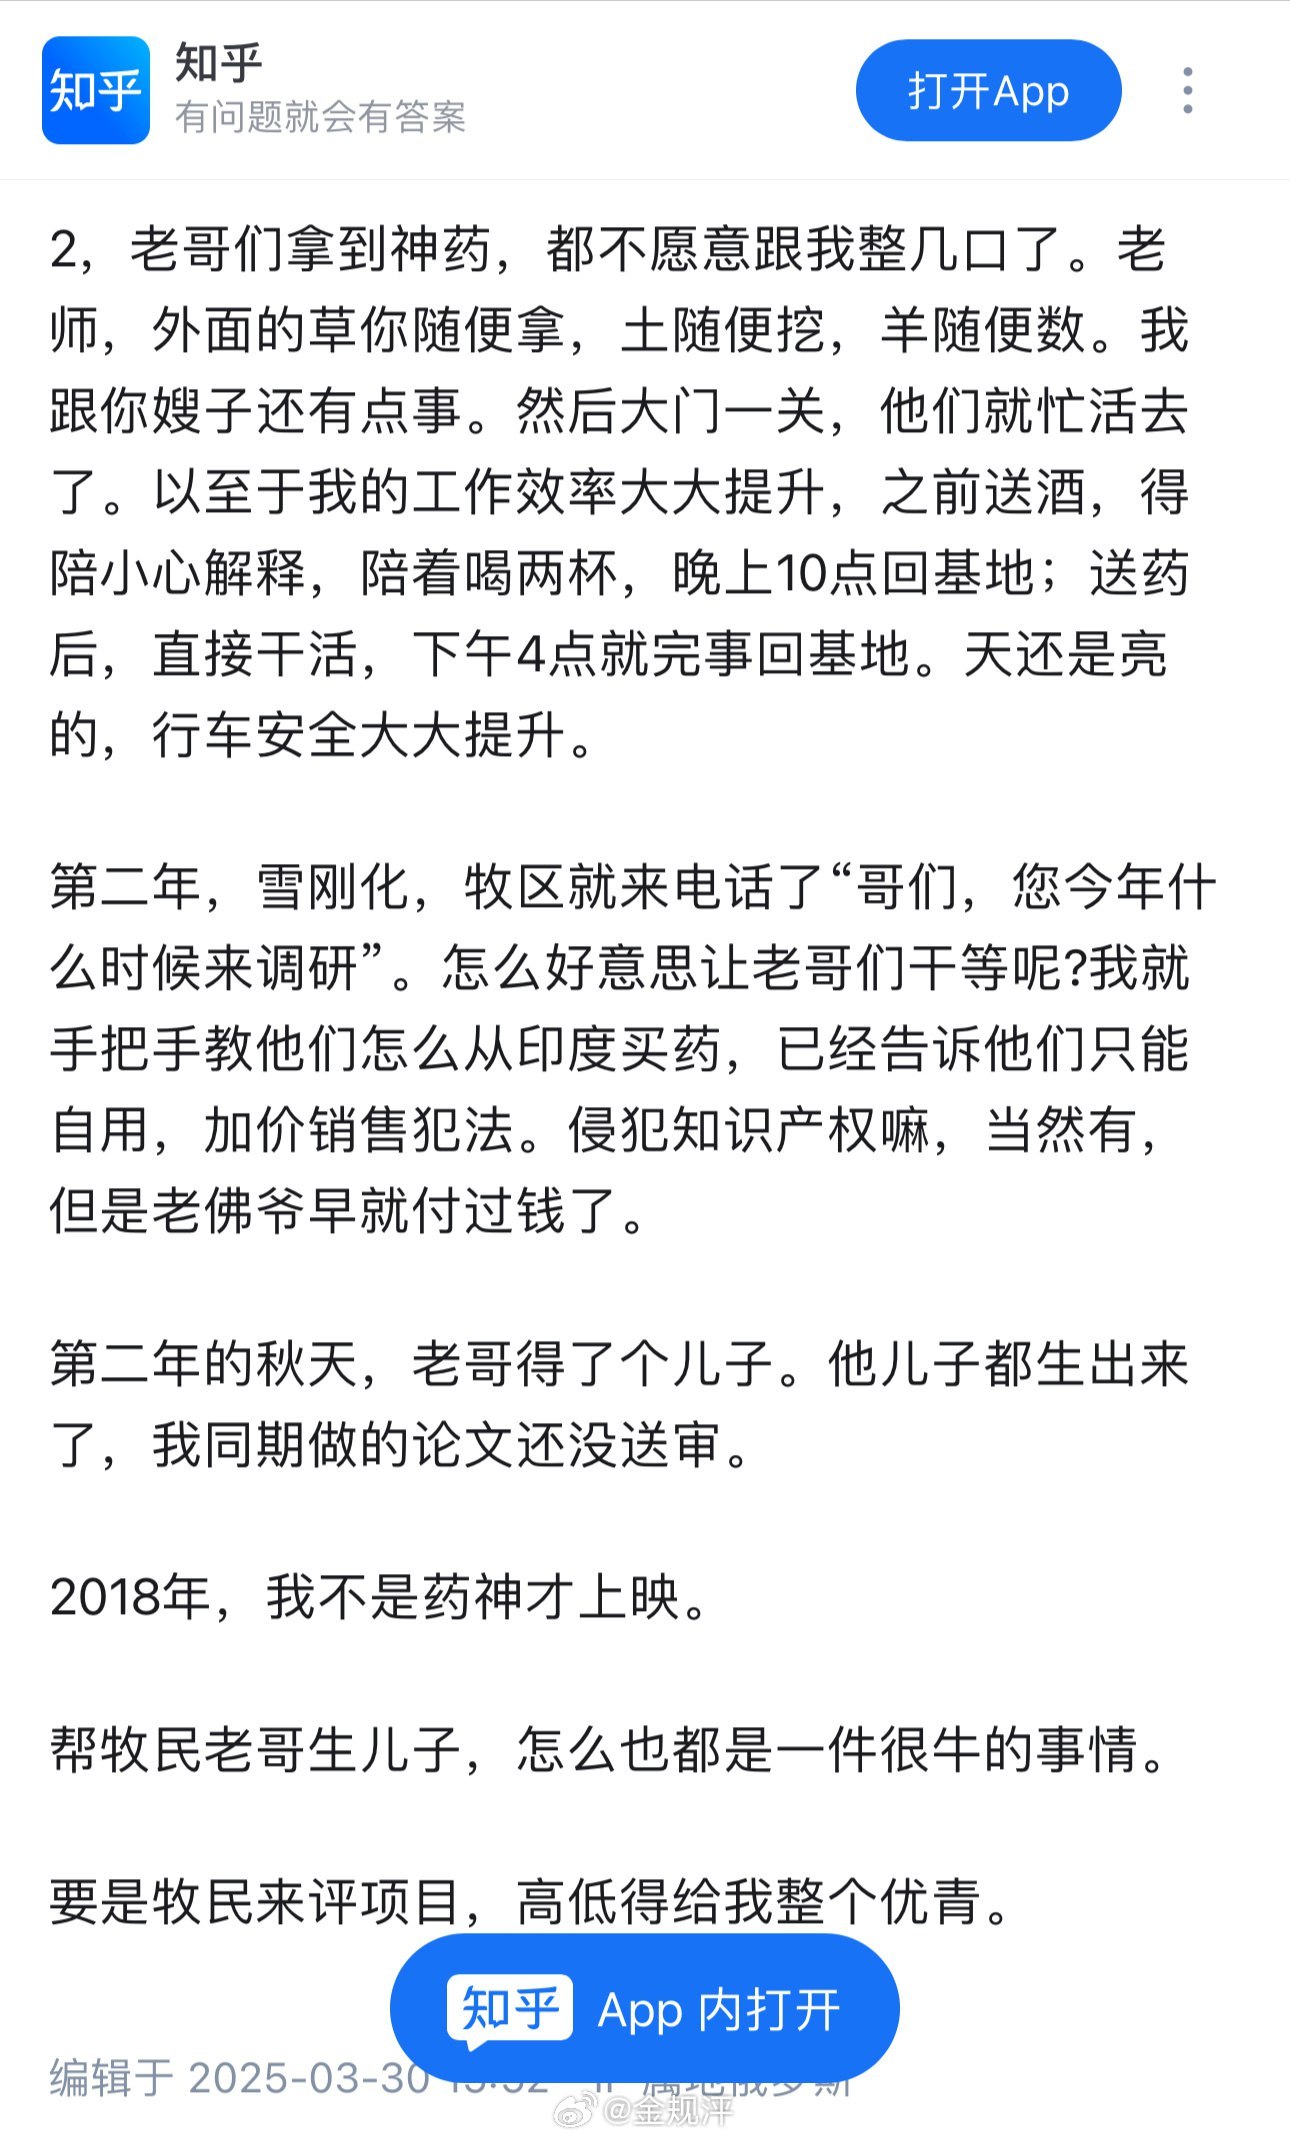 知乎
知乎
有问题就会有答案
打开App
2，老哥们拿到神药，都不愿意跟我整几口了。老
师，外面的草你随便拿，土随便挖，羊随便数。我
跟你嫂子还有点事。然后大门一关，他们就忙活去
了。以至于我的工作效率大大提升，之前送酒，得
陪小心解释，陪着喝两杯，晚上10点回基地；送药
后，直接干活，下午4点就完事回基地。天还是亮
的，行车安全大大提升。
第二年，雪刚化，牧区就来电话了“哥们，您今年什
么时候来调研”。怎么好意思让老哥们干等呢?我就
手把手教他们怎么从印度买药，已经告诉他们只能
自用，加价销售犯法。侵犯知识产权嘛，当然有，
但是老佛爷早就付过钱了。
第二年的秋天，老哥得了个儿子。他儿子都生出来
了，我同期做的论文还没送审。
2018年，我不是药神才上映。
帮牧民老哥生儿子，怎么也都是一件很牛的事情。
要是牧民来评项目，高低得给我整个优青。
知乎 App 内打开
编辑于 2025-03-30
@金规泙